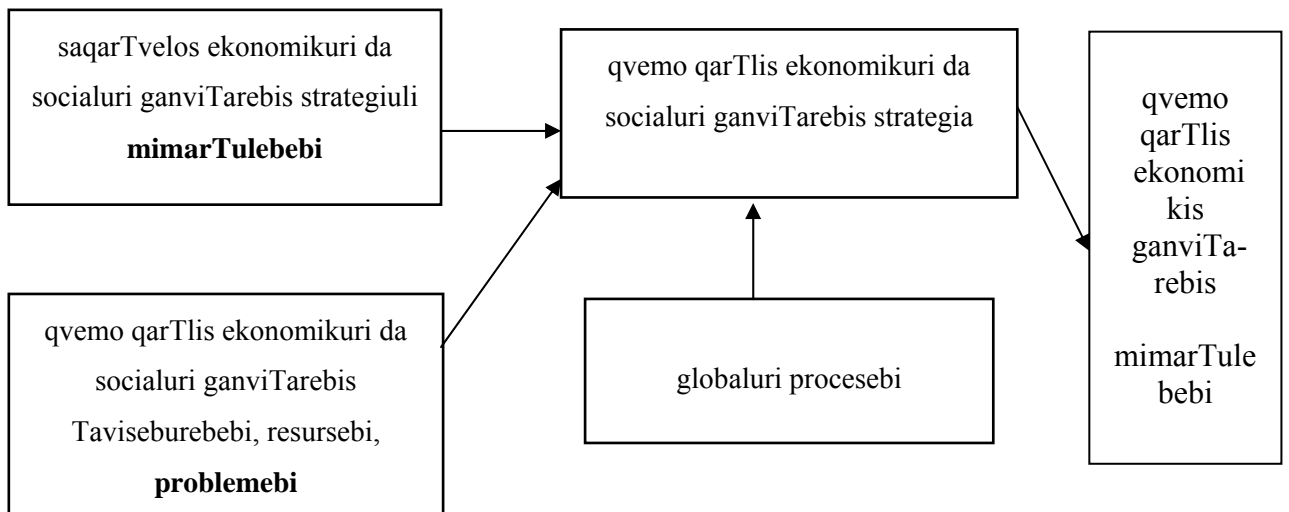 saqarTvelos ekonomikuri da
socialuri ganviTarebis strategiuli
mimarTulebebi
qvemo qarTlis ekonomikuri da
socialuri ganviTarebis strategia
qvemo
qarTlis
ekonomi
kis
ganviTa-
rebis
mimarTule
bebi
qvemo qarTlis ekonomikuri da
socialuri ganviTarebis
Taviseburebebi, resursebi,
problemebi
globaluri procesebi